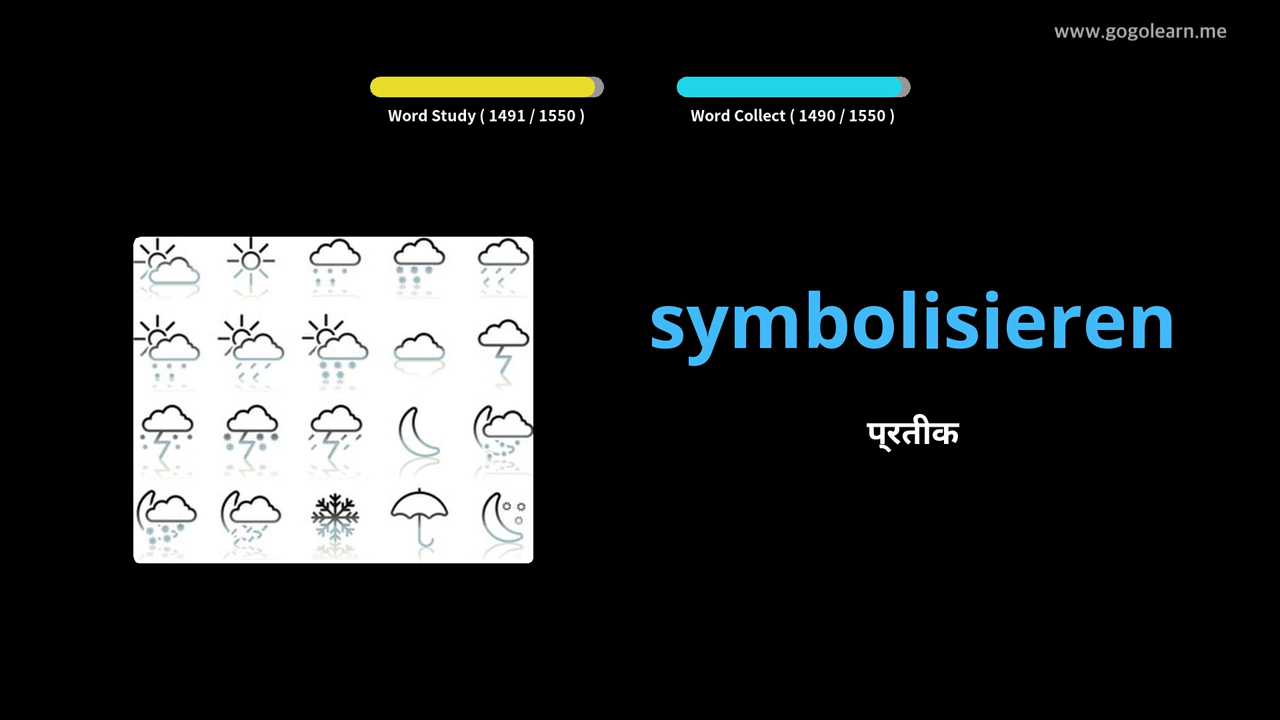 www.gogolearn.me
Word Study ( 1491 / 1550 )
Word Collect ( 1490 / 1550 )
symbolisieren
प्रतीक